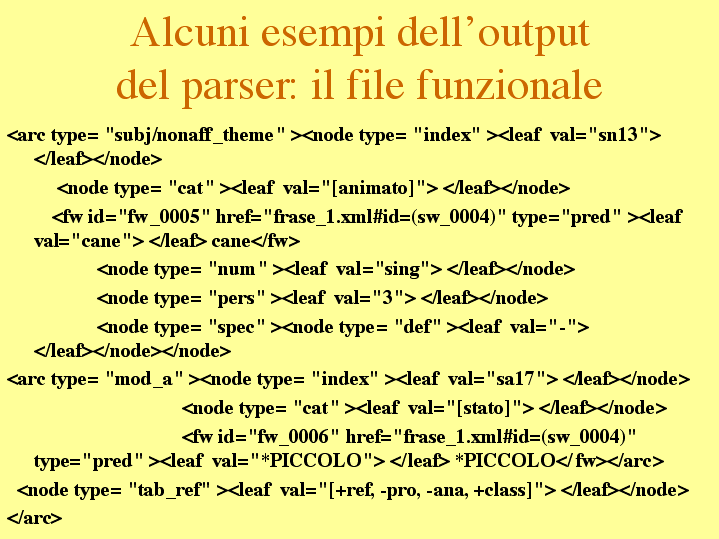 Alcuni esempi dell’output
del parser: il file funzionale
<arc type= "subj/nonaff_theme" ><node type= "index" ><leaf val="sn13">
</leaf></node>
<node type= "cat" ><leaf val="[animato]"> </leaf></node>
<fw id="fw_0005" href="frase_1.xml#id=(sw_0004)" type="pred" ><leaf
val="cane"> </leaf> cane</fw>
<node type= "num" ><leaf val="sing"> </leaf></node>
<node type= "pers" ><leaf val="3"> </leaf></node>
<node type= "spec" ><node type= "def" ><leaf val="-">
</leaf></node></node>
<arc type= "mod_a" ><node type= "index" ><leaf val="sa17"> </leaf></node>
<node type= "cat" ><leaf val="[stato]"> </leaf></node>
<fw id="fw_0006" href="frase_1.xml#id=(sw_0004)"
type="pred" ><leaf val="*PICCOLO"> </leaf> *PICCOLO</fw></arc>
<node type= "tab_ref" ><leaf val="[+ref, -pro, -ana, +class]"> </leaf></node>
</arc>